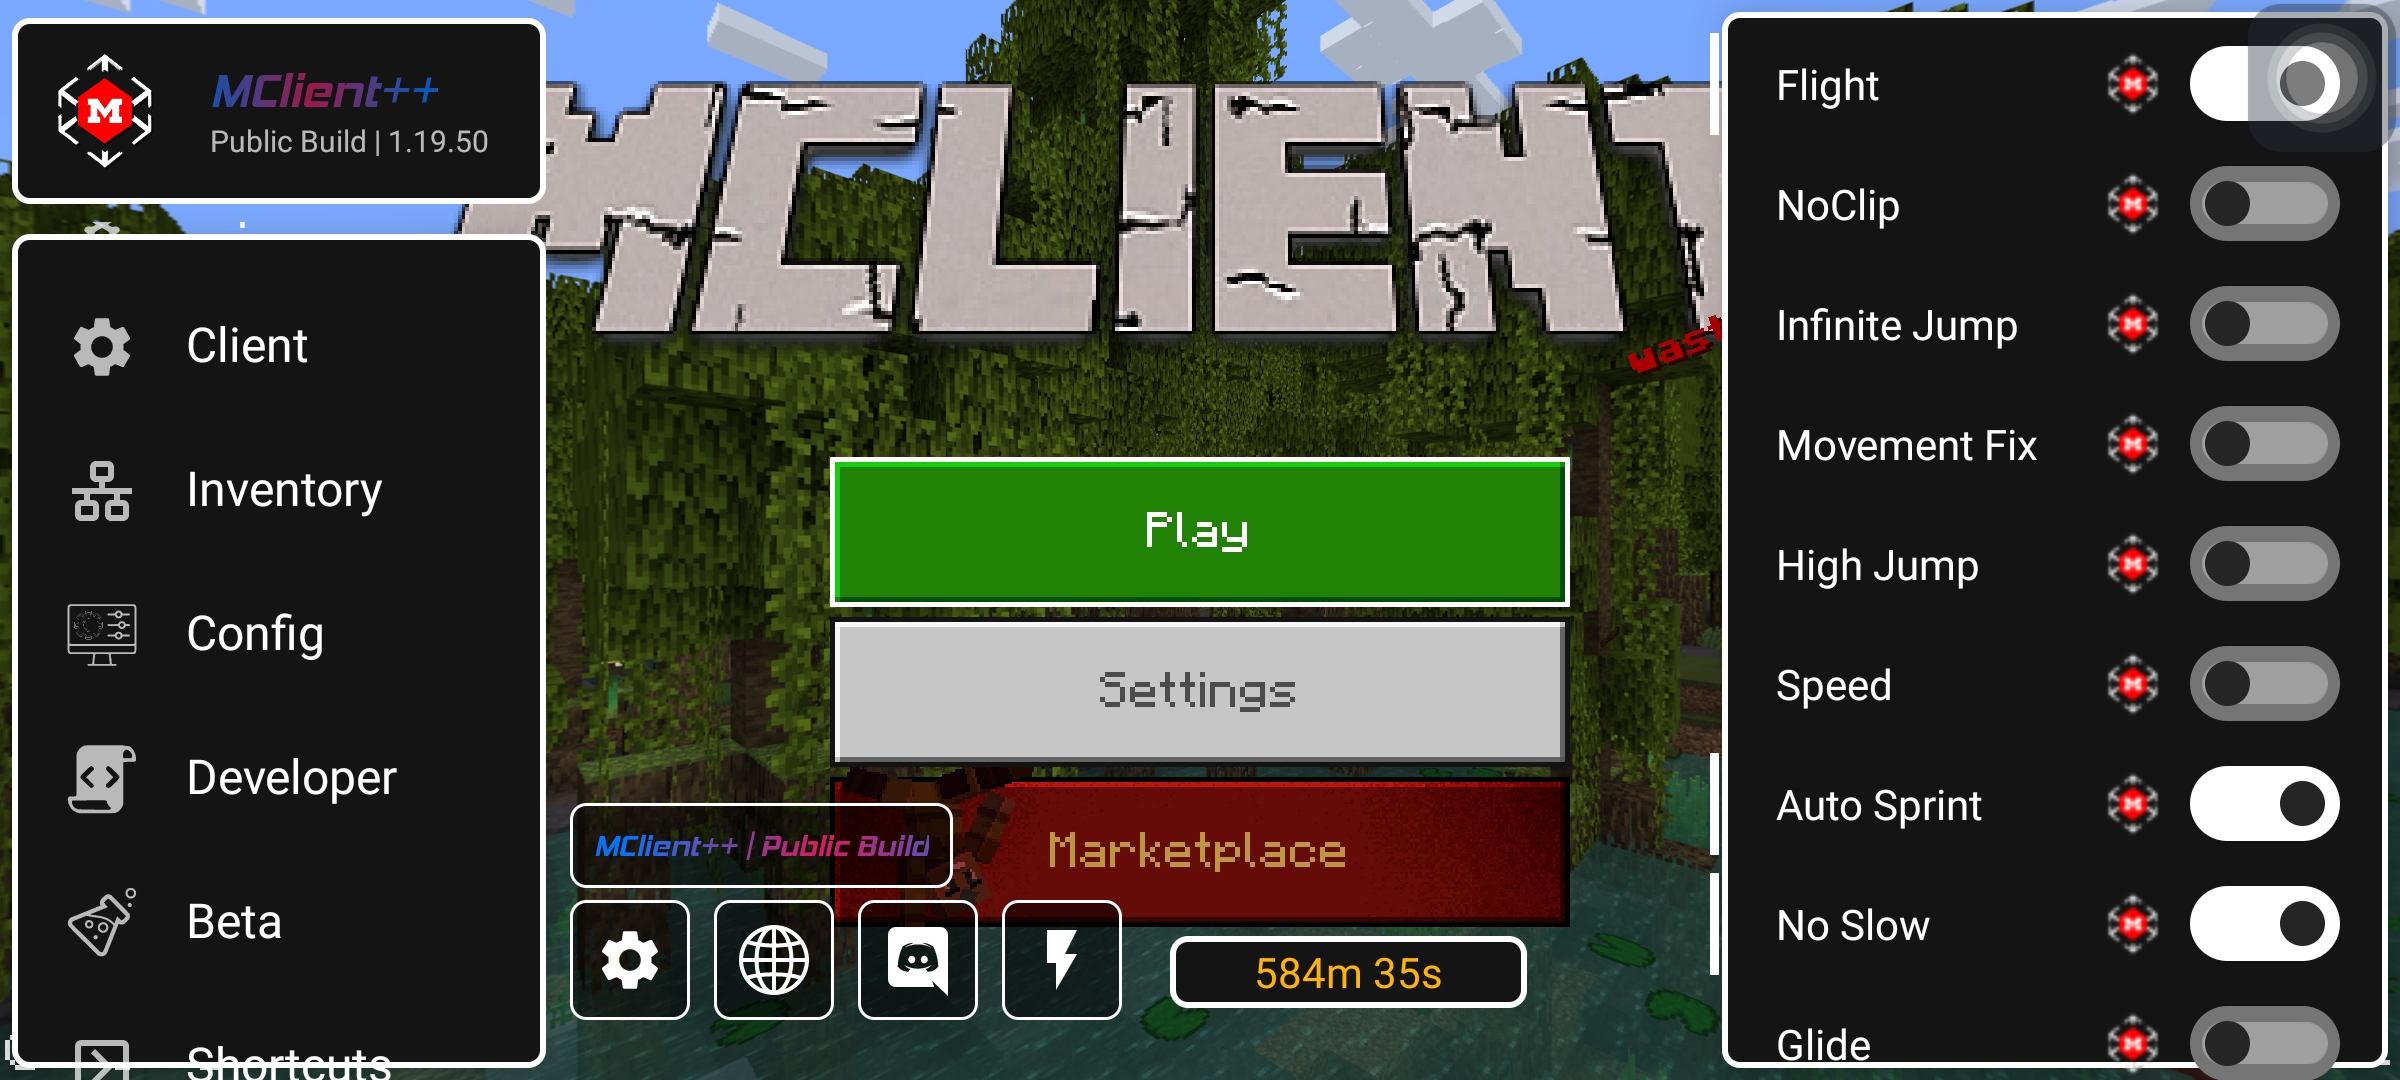 MClient++
Public Build | 1.19.50
Client
Inventory
Config
Developer
Beta
Shortcuts
MCLIENT
Play
Settings
Marketplace
MClient++ | Public Build
584m 35s
Flight
NoClip
Infinite Jump
Movement Fix
High Jump
Speed
Auto Sprint
No Slow
Glide